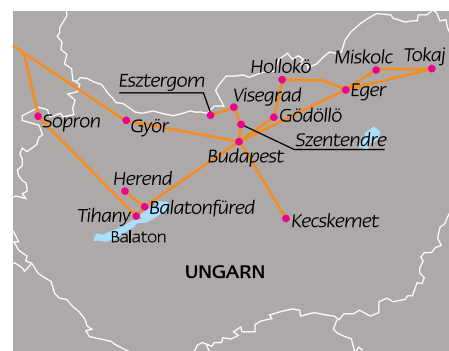 Tokaj
Miskolc
Hollokö
Esztergom
Visegrad
Eger
Gödöllö
Sopron
Györ
Szentendre
Budapest
Herend
Balatonfüred
Tihany
Kecskemet
Balaton
UNGARN